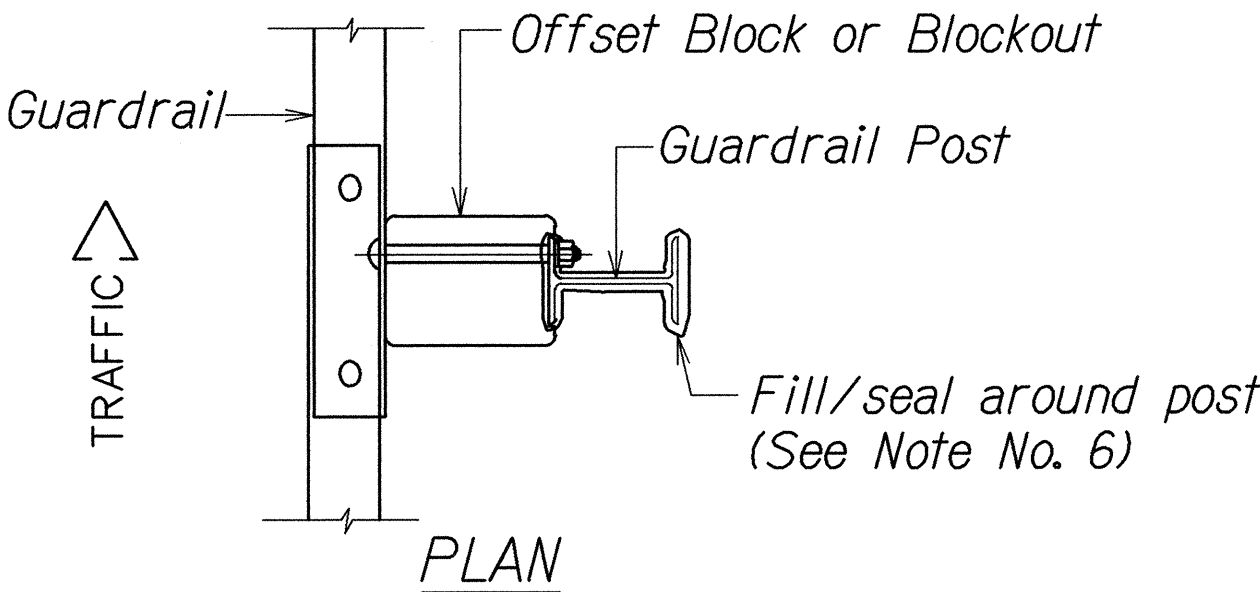 Offset Block or Blockout
Guardrail
Guardrail Post
TRAFFIC
Fill/seal around post
(See Note No. 6)
PLAN